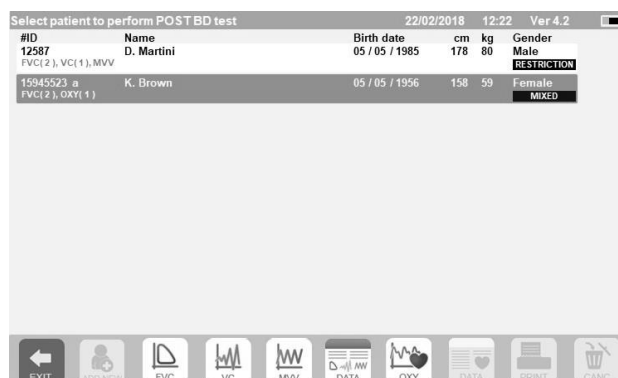 Select patient to perform POST BD test 22/02/2018 12:22 Ver 4.2
#ID Name Birth date cm kg Gender
12587 D. Martini 05 / 05 / 1985 178 80 Male
FVC( 2 ), VC( 1 ), MVV RESTRICTION
15945523 a K. Brown 05 / 05 / 1956 158 59 Female
FVC( 2 ), OXY( 1 ) MIXED
EXIT FVC VC MVV DATA OXY DATA PRINT CANC